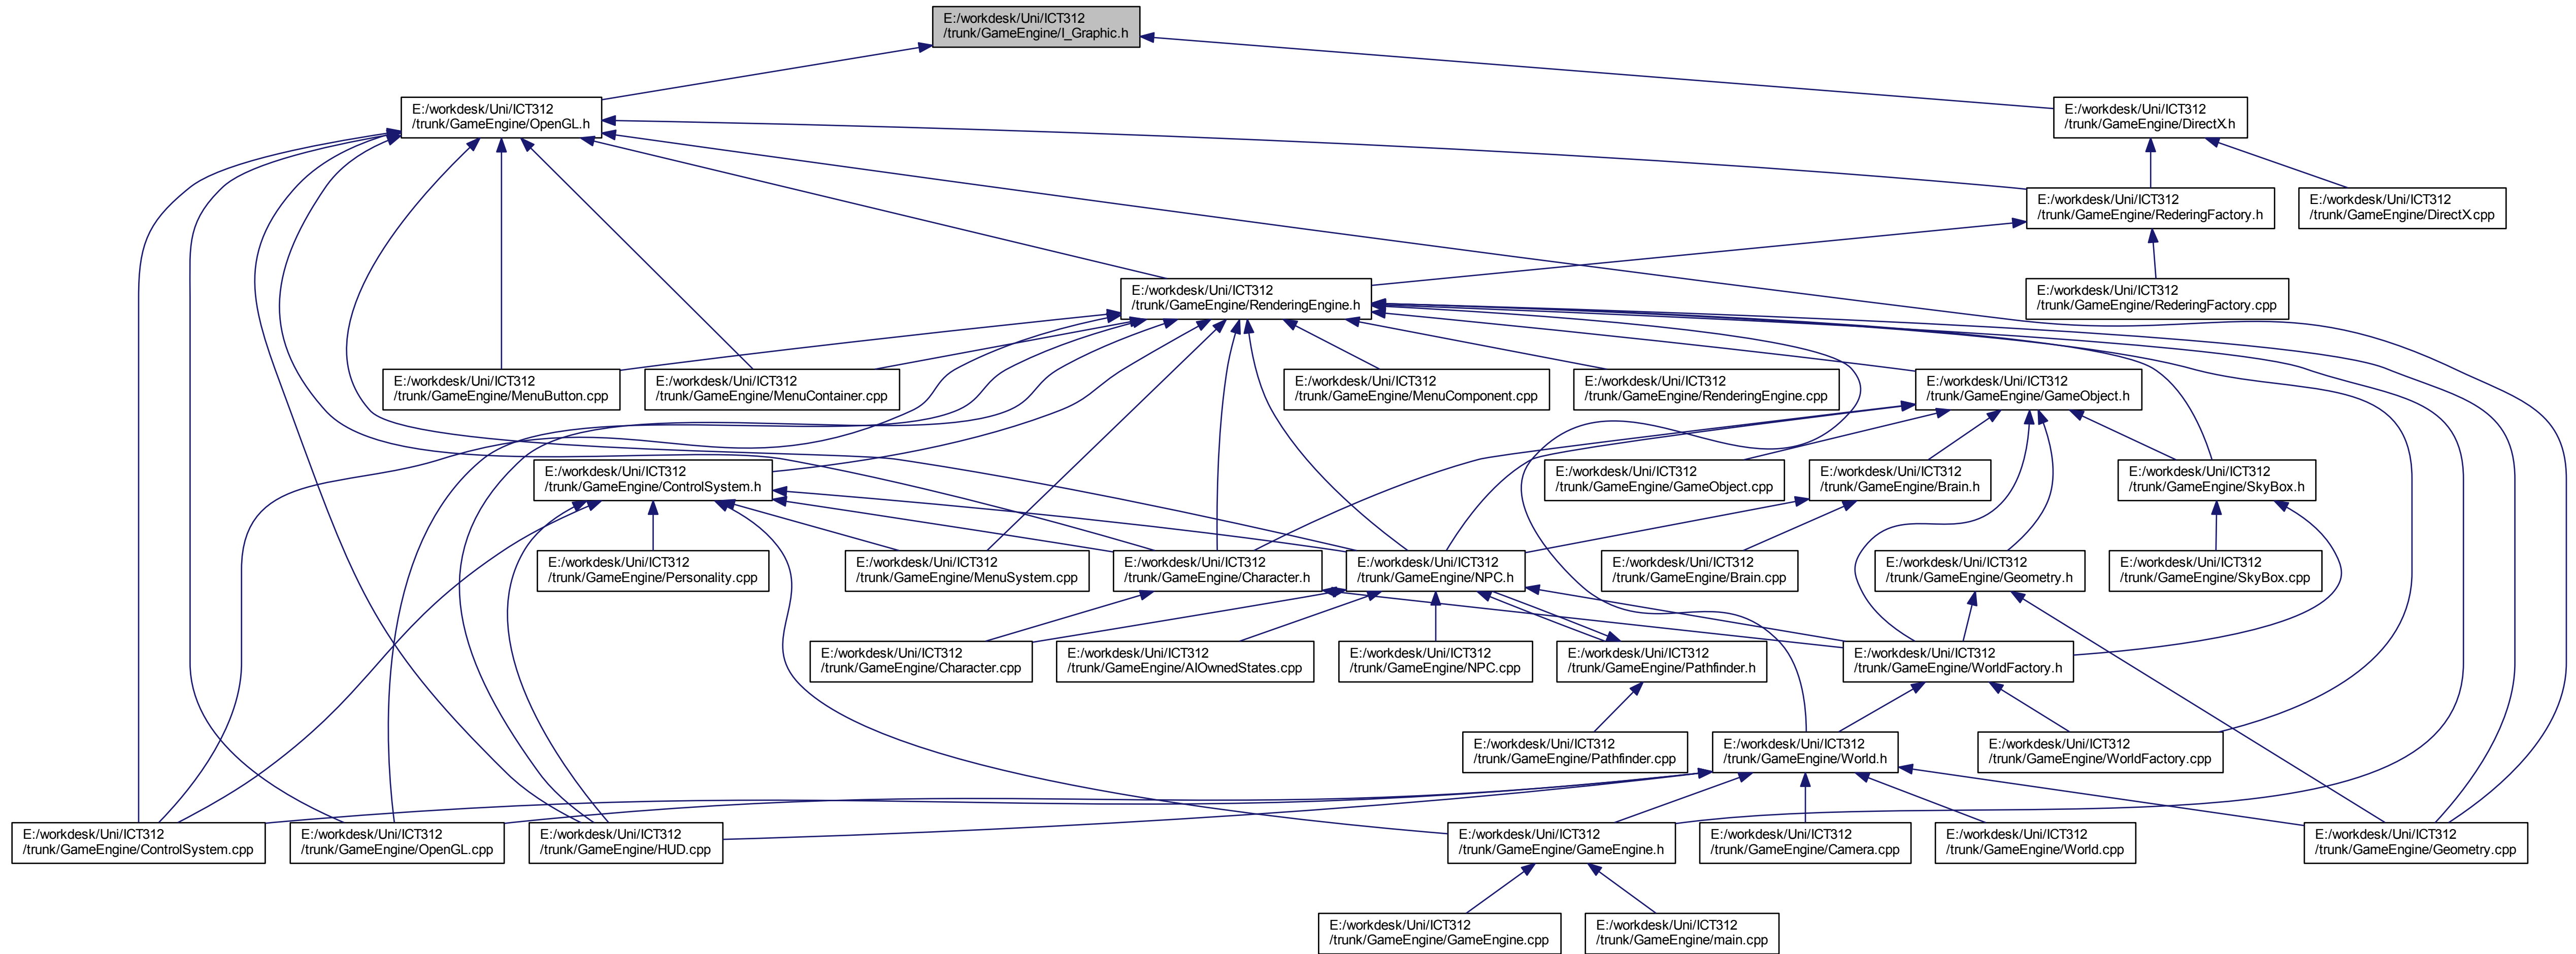 E:/workdesk/Uni/ICT312
/trunk/GameEngine/I_Graphic.h
E:/workdesk/Uni/ICT312
/trunk/GameEngine/OpenGL.h
E:/workdesk/Uni/ICT312
/trunk/GameEngine/DirectX.h
E:/workdesk/Uni/ICT312
/trunk/GameEngine/RederingFactory.h
E:/workdesk/Uni/ICT312
/trunk/GameEngine/DirectX.cpp
E:/workdesk/Uni/ICT312
/trunk/GameEngine/RenderingEngine.h
E:/workdesk/Uni/ICT312
/trunk/GameEngine/RederingFactory.cpp
E:/workdesk/Uni/ICT312
/trunk/GameEngine/MenuButton.cpp
E:/workdesk/Uni/ICT312
/trunk/GameEngine/MenuContainer.cpp
E:/workdesk/Uni/ICT312
/trunk/GameEngine/MenuComponent.cpp
E:/workdesk/Uni/ICT312
/trunk/GameEngine/RenderingEngine.cpp
E:/workdesk/Uni/ICT312
/trunk/GameEngine/GameObject.h
E:/workdesk/Uni/ICT312
/trunk/GameEngine/ControlSystem.h
E:/workdesk/Uni/ICT312
/trunk/GameEngine/GameObject.cpp
E:/workdesk/Uni/ICT312
/trunk/GameEngine/Brain.h
E:/workdesk/Uni/ICT312
/trunk/GameEngine/SkyBox.h
E:/workdesk/Uni/ICT312
/trunk/GameEngine/Personality.cpp
E:/workdesk/Uni/ICT312
/trunk/GameEngine/MenuSystem.cpp
E:/workdesk/Uni/ICT312
/trunk/GameEngine/Character.h
E:/workdesk/Uni/ICT312
/trunk/GameEngine/NPC.h
E:/workdesk/Uni/ICT312
/trunk/GameEngine/Brain.cpp
E:/workdesk/Uni/ICT312
/trunk/GameEngine/Geometry.h
E:/workdesk/Uni/ICT312
/trunk/GameEngine/SkyBox.cpp
E:/workdesk/Uni/ICT312
/trunk/GameEngine/Character.cpp
E:/workdesk/Uni/ICT312
/trunk/GameEngine/AIOwnedStates.cpp
E:/workdesk/Uni/ICT312
/trunk/GameEngine/NPC.cpp
E:/workdesk/Uni/ICT312
/trunk/GameEngine/Pathfinder.h
E:/workdesk/Uni/ICT312
/trunk/GameEngine/WorldFactory.h
E:/workdesk/Uni/ICT312
/trunk/GameEngine/Pathfinder.cpp
E:/workdesk/Uni/ICT312
/trunk/GameEngine/World.h
E:/workdesk/Uni/ICT312
/trunk/GameEngine/WorldFactory.cpp
E:/workdesk/Uni/ICT312
/trunk/GameEngine/ControlSystem.cpp
E:/workdesk/Uni/ICT312
/trunk/GameEngine/OpenGL.cpp
E:/workdesk/Uni/ICT312
/trunk/GameEngine/HUD.cpp
E:/workdesk/Uni/ICT312
/trunk/GameEngine/GameEngine.h
E:/workdesk/Uni/ICT312
/trunk/GameEngine/Camera.cpp
E:/workdesk/Uni/ICT312
/trunk/GameEngine/World.cpp
E:/workdesk/Uni/ICT312
/trunk/GameEngine/Geometry.cpp
E:/workdesk/Uni/ICT312
/trunk/GameEngine/GameEngine.cpp
E:/workdesk/Uni/ICT312
/trunk/GameEngine/main.cpp